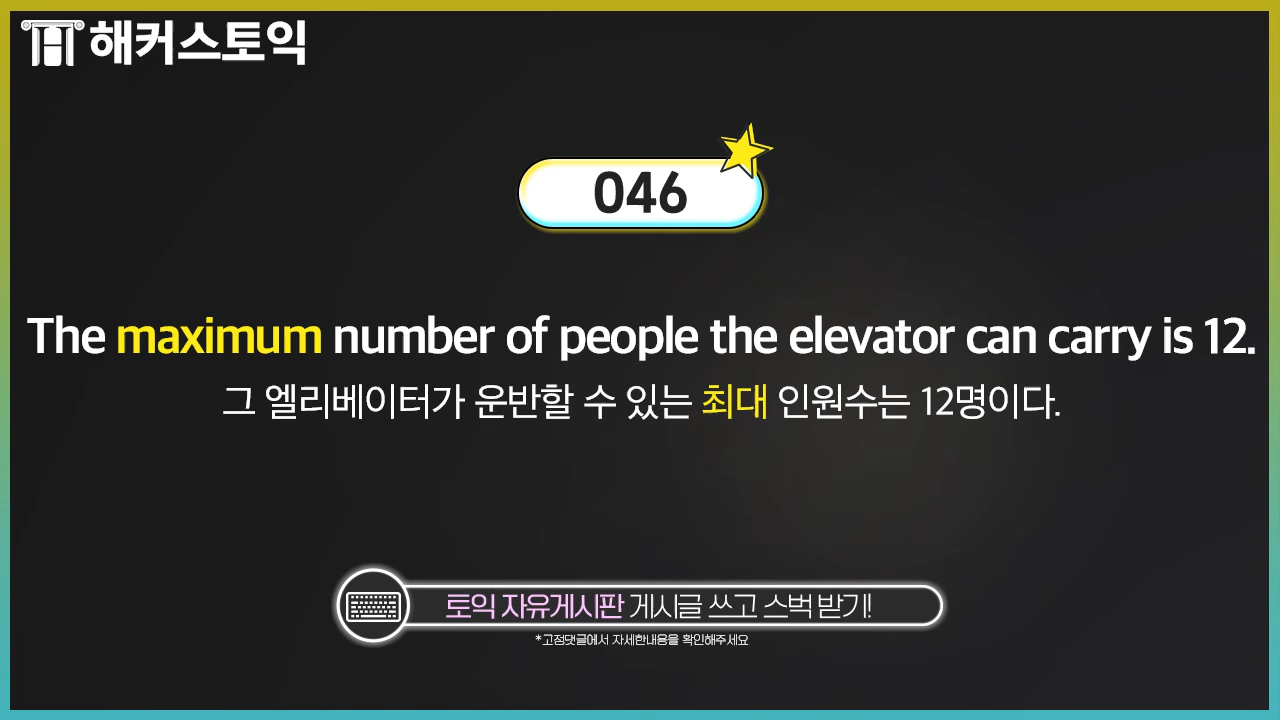 해커스토익
046
The maximum number of people the elevator can carry is 12.
그 엘리베이터가 운반할 수 있는 최대 인원수는 12명이다.
토익 자유게시판 게시글 쓰고 스벅 받기!
*고정댓글에서 자세한내용을 확인해주세요